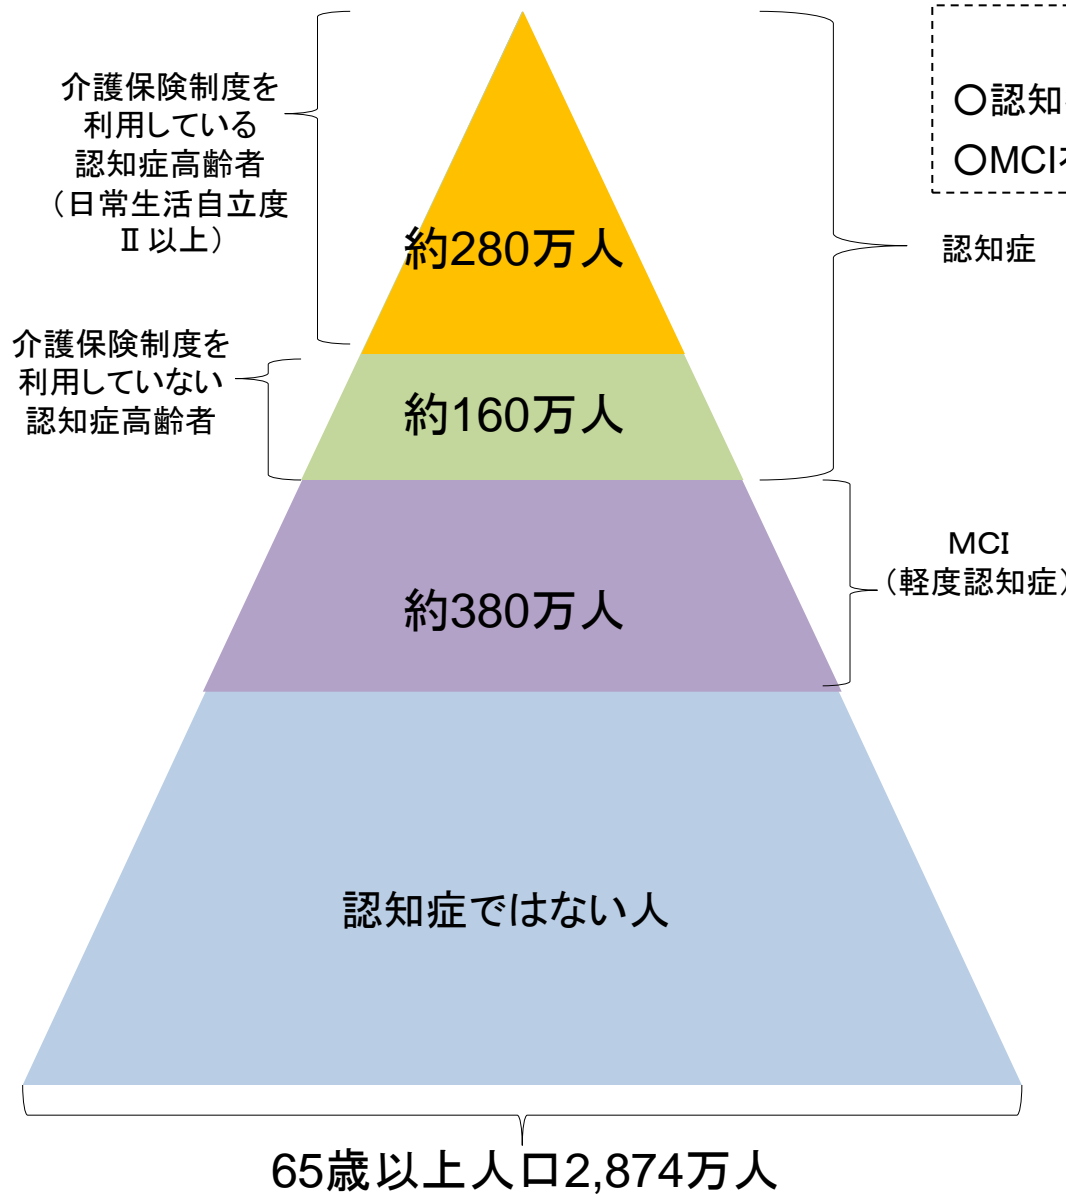 介護保険制度を
利用している
認知症高齢者
（日常生活自立度
Ⅱ以上）
約280万人
介護保険制度を
利用していない
認知症高齢者
約160万人
○認知
○MCI
認知症
約380万人
MCI
（軽度認知症）
認知症ではない人
65歳以上人口2,874万人